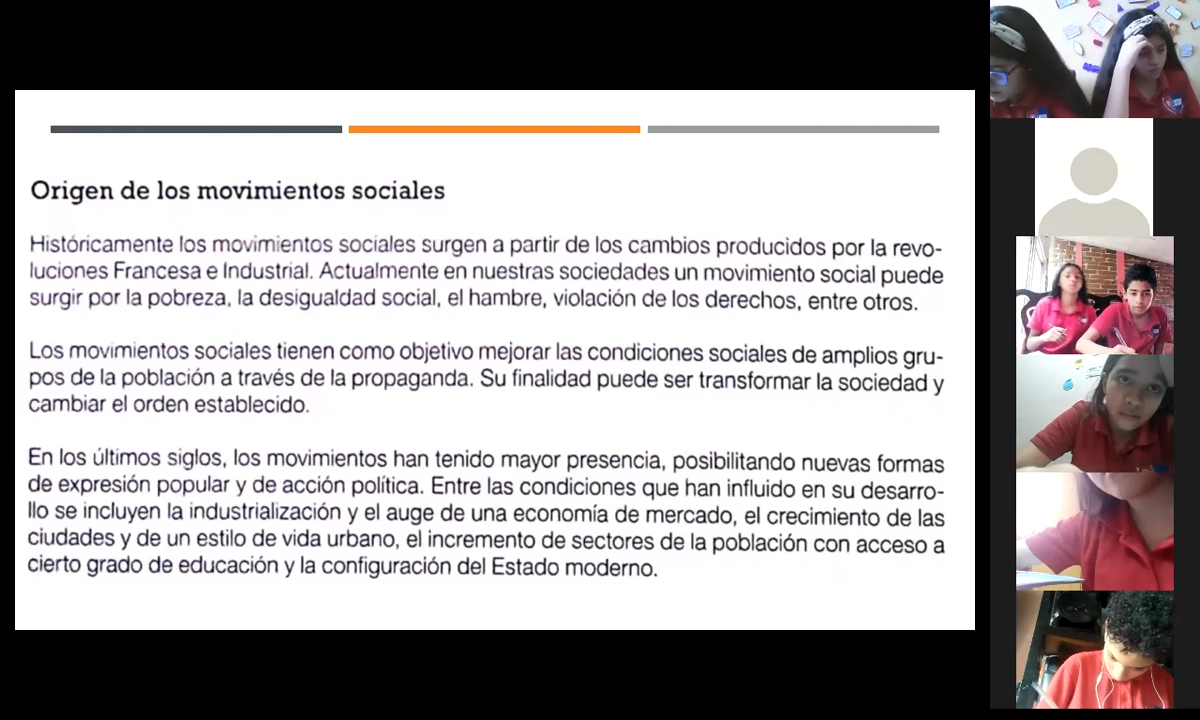 Origen de los movimientos sociales
Históricamente los movimientos sociales surgen a partir de los cambios producidos por la revo-
luciones Francesa e Industrial. Actualmente en nuestras sociedades un movimiento social puede
surgir por la pobreza, la desigualdad social, el hambre, violación de los derechos, entre otros.
Los movimientos sociales tienen como objetivo mejorar las condiciones sociales de amplios gru-
pos de la población a través de la propaganda. Su finalidad puede ser transformar la sociedad y
cambiar el orden establecido.
En los últimos siglos, los movimientos han tenido mayor presencia, posibilitando nuevas formas
de expresión popular y de acción política. Entre las condiciones que han influido en su desarro-
llo se incluyen la industrialización y el auge de una economía de mercado, el crecimiento de las
ciudades y de un estilo de vida urbano, el incremento de sectores de la población con acceso a
cierto grado de educación y la configuración del Estado moderno.